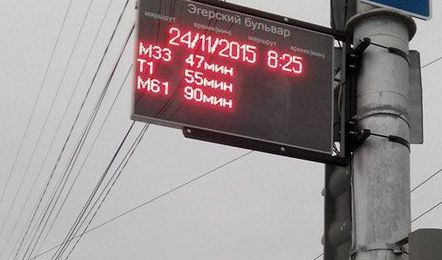 Эгерский бульвар
маршрут время(мин) маршрут время(мин)
24/11/2015 8:25
М33 47мин
Т1 55мин
М61 90мин